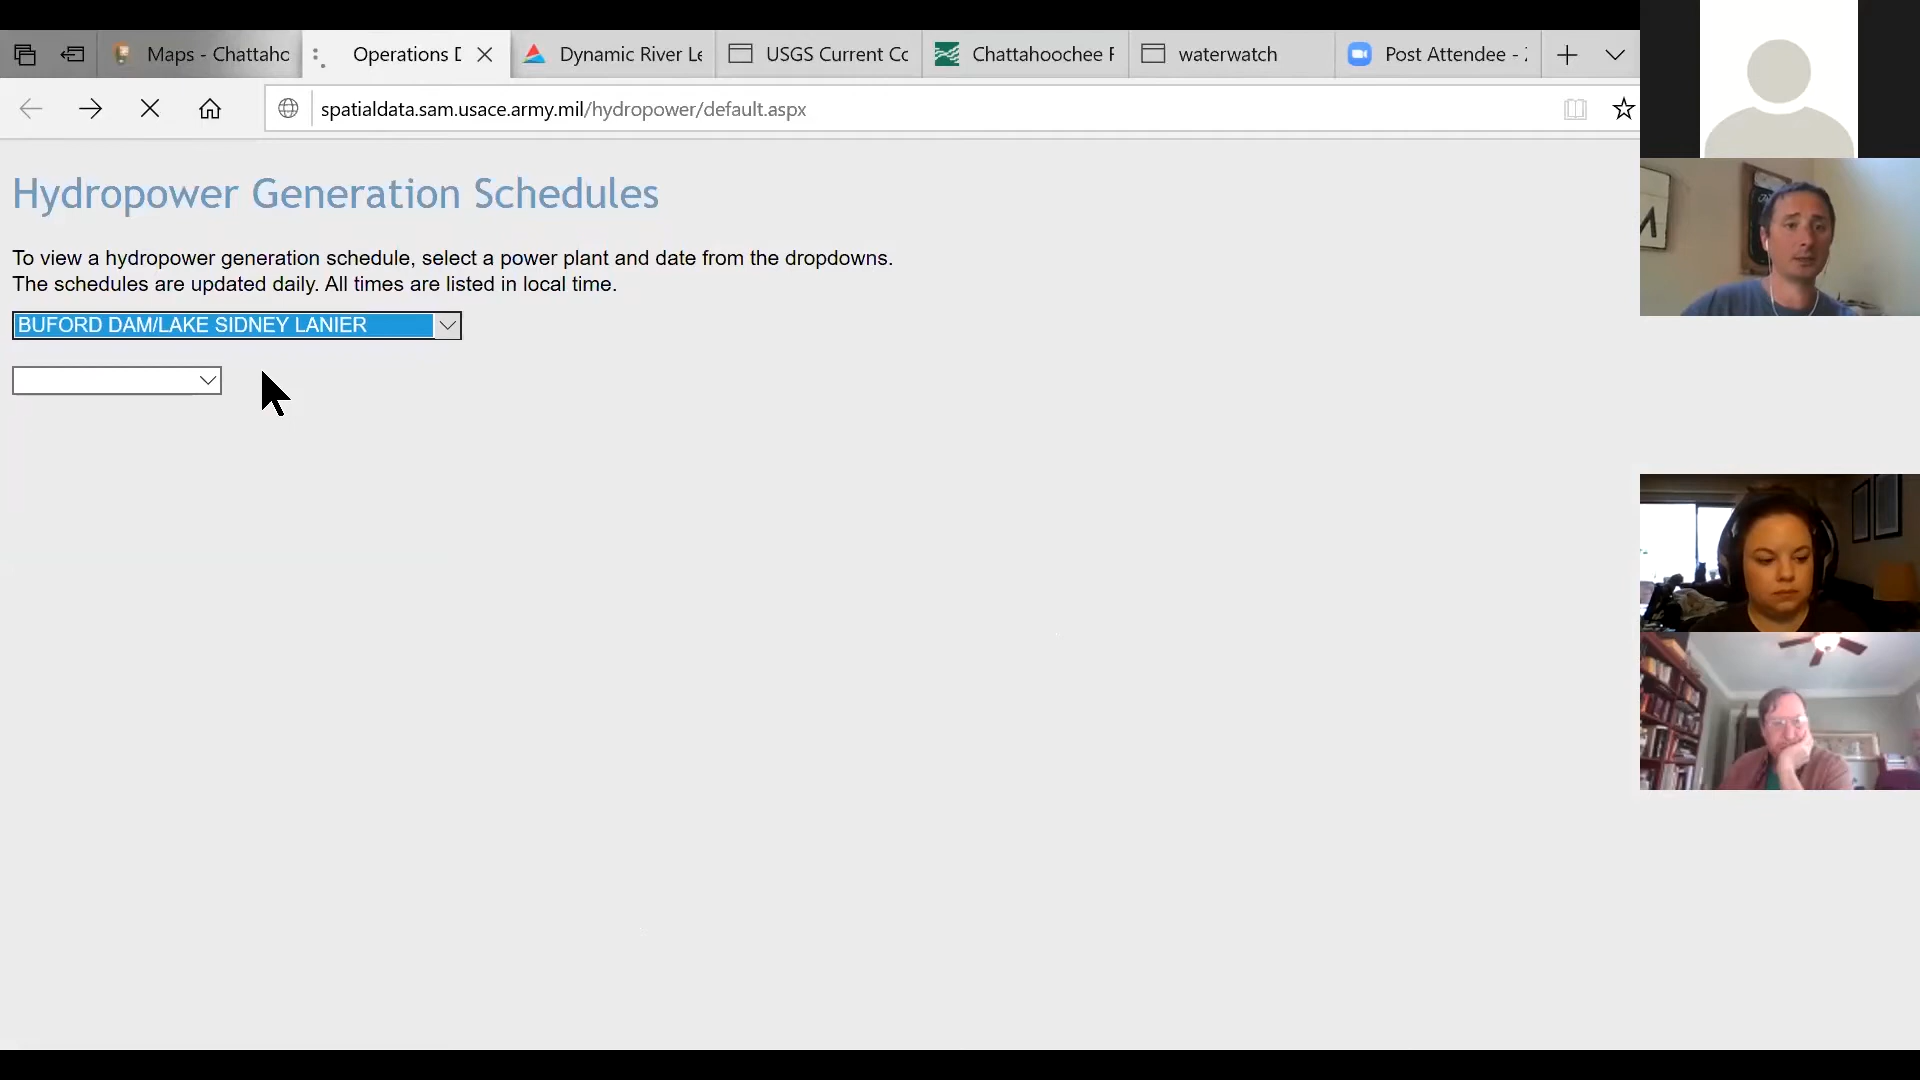 Maps - Chattaho
Operations D
Dynamic River Le
USGS Current Co
Chattahoochee R
waterwatch
Post Attendee - Z
spatialdata.sam.usace.army.mil/hydropower/default.aspx
Hydropower Generation Schedules
To view a hydropower generation schedule, select a power plant and date from the dropdowns.
The schedules are updated daily. All times are listed in local time.
BUFORD DAM/LAKE SIDNEY LANIER